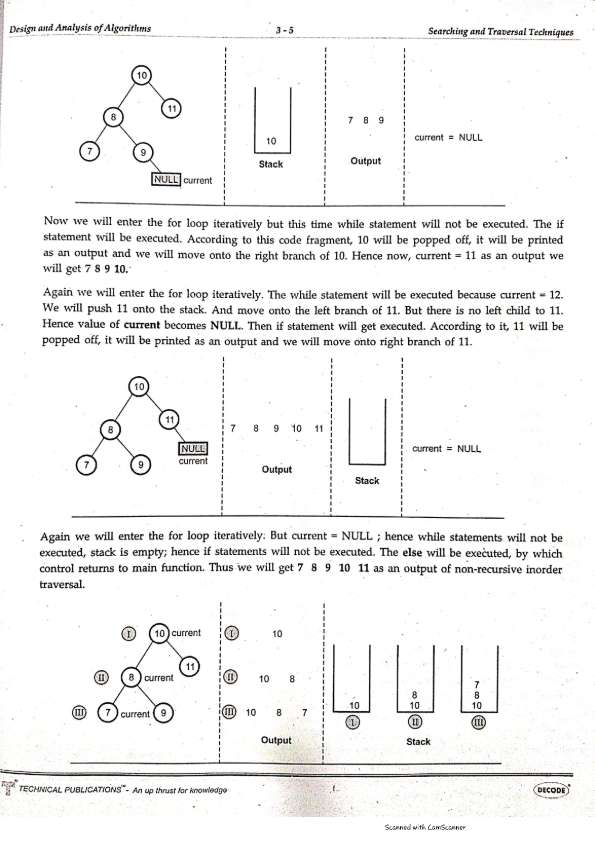 Design and Analysis of Algorithms 3 - 5 Searching and Traversal Techniques
10
8
11
7
9
NULL current
10
Stack
7 8 9
Output
current = NULL
Now we will enter the for loop iteratively but this time while statement will not be executed. The if
statement will be executed. According to this code fragment, 10 will be popped off, it will be printed
as an output and we will move onto the right branch of 10. Hence now, current = 11 as an output we
will get 7 8 9 10.
Again we will enter the for loop iteratively. The while statement will be executed because current = 12.
We will push 11 onto the stack. And move onto the left branch of 11. But there is no left child to 11.
Hence value of current becomes NULL. Then if statement will get executed. According to it, 11 will be
popped off, it will be printed as an output and we will move onto right branch of 11.
10
8
11
7
9
NULL
current
7 8 9 10 11
Output
Stack
current = NULL
Again we will enter the for loop iteratively. But current = NULL ; hence while statements will not be
executed, stack is empty; hence if statements will not be executed. The else will be executed, by which
control returns to main function. Thus we will get 7 8 9 10 11 as an output of non-recursive inorder
traversal.
I 10 current
11
II 8 current
III 7 current 9
I 10
II 10 8
III 10 8 7
Output
10
I
8
10
II
7
8
10
III
Stack
TECHNICAL PUBLICATIONS™ - An up thrust for knowledge
DECODE
Scanned with CamScanner